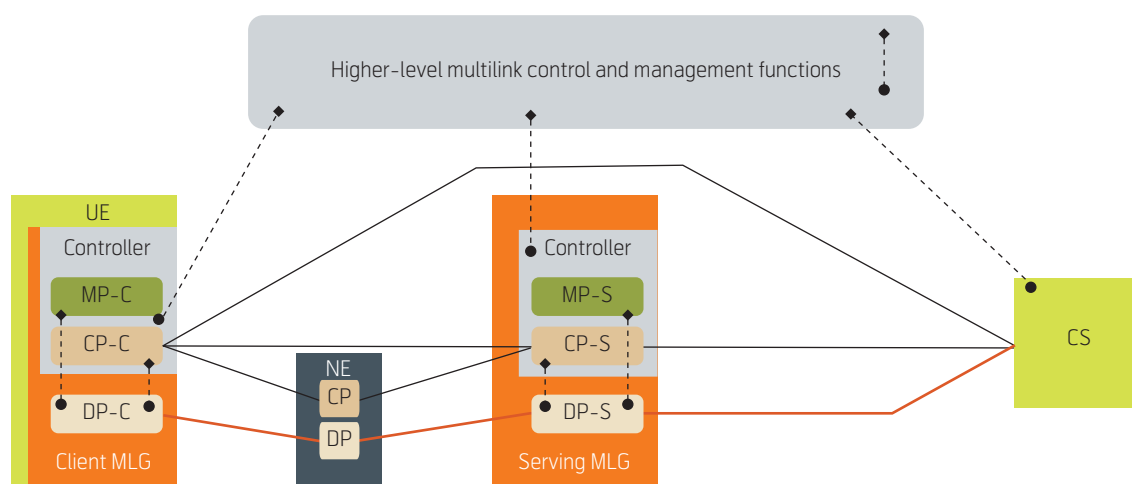 Higher-level multilink control and management functions
UE
Controller
MP-C
CP-C
DP-C
Client MLG
NE
CP
DP
Controller
MP-S
CP-S
DP-S
Serving MLG
CS